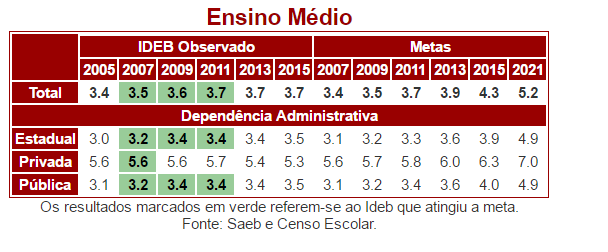 Ensino Médio
IDEB Observado Metas
2005 2007 2009 2011 2013 2015 2007 2009 2011 2013 2015 2021
Total 3.4 3.5 3.6 3.7 3.7 3.7 3.4 3.5 3.7 3.9 4.3 5.2
Dependência Administrativa
Estadual 3.0 3.2 3.4 3.4 3.4 3.5 3.1 3.2 3.3 3.6 3.9 4.9
Privada 5.6 5.6 5.6 5.7 5.4 5.3 5.6 5.7 5.8 6.0 6.3 7.0
Pública 3.1 3.2 3.4 3.4 3.4 3.5 3.1 3.2 3.4 3.6 4.0 4.9
Os resultados marcados em verde referem-se ao Ideb que atingiu a meta.
Fonte: Saeb e Censo Escolar.